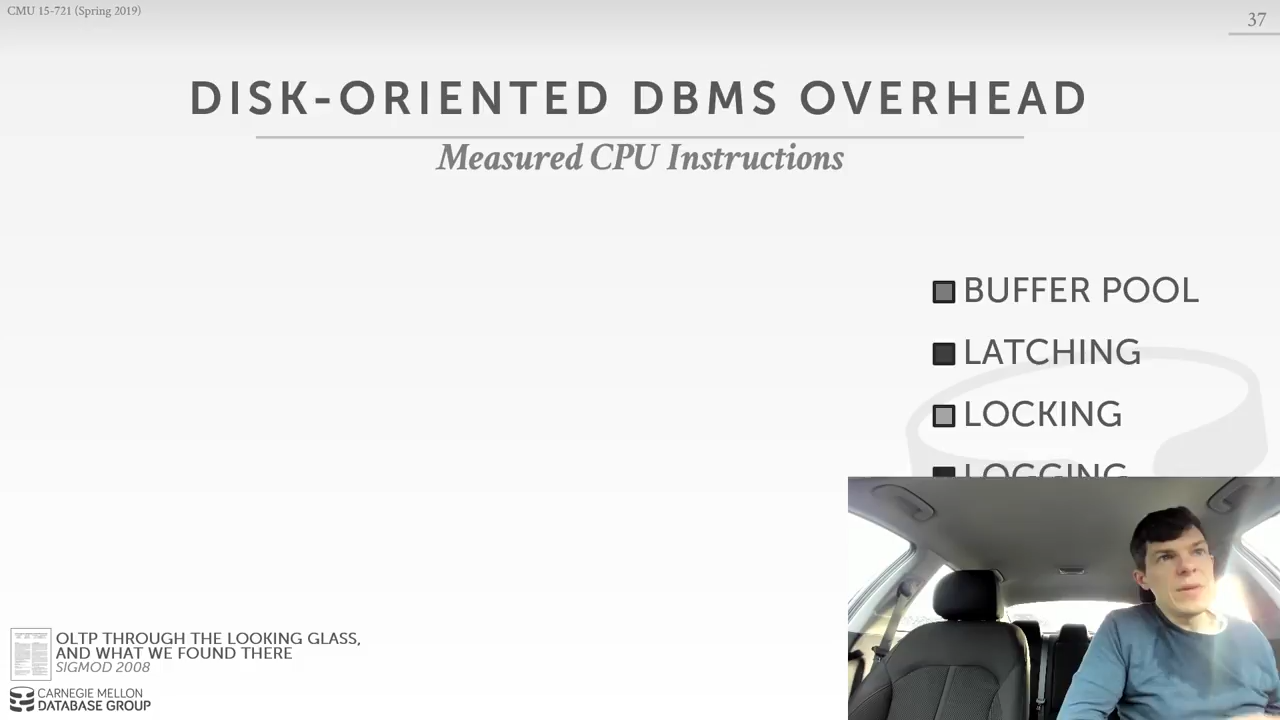 CMU 15-721 (Spring 2019)
37
DISK-ORIENTED DBMS OVERHEAD
Measured CPU Instructions
BUFFER POOL
LATCHING
LOCKING
LOGGING
OLTP THROUGH THE LOOKING GLASS,
AND WHAT WE FOUND THERE
SIGMOD 2008
CARNEGIE MELLON
DATABASE GROUP